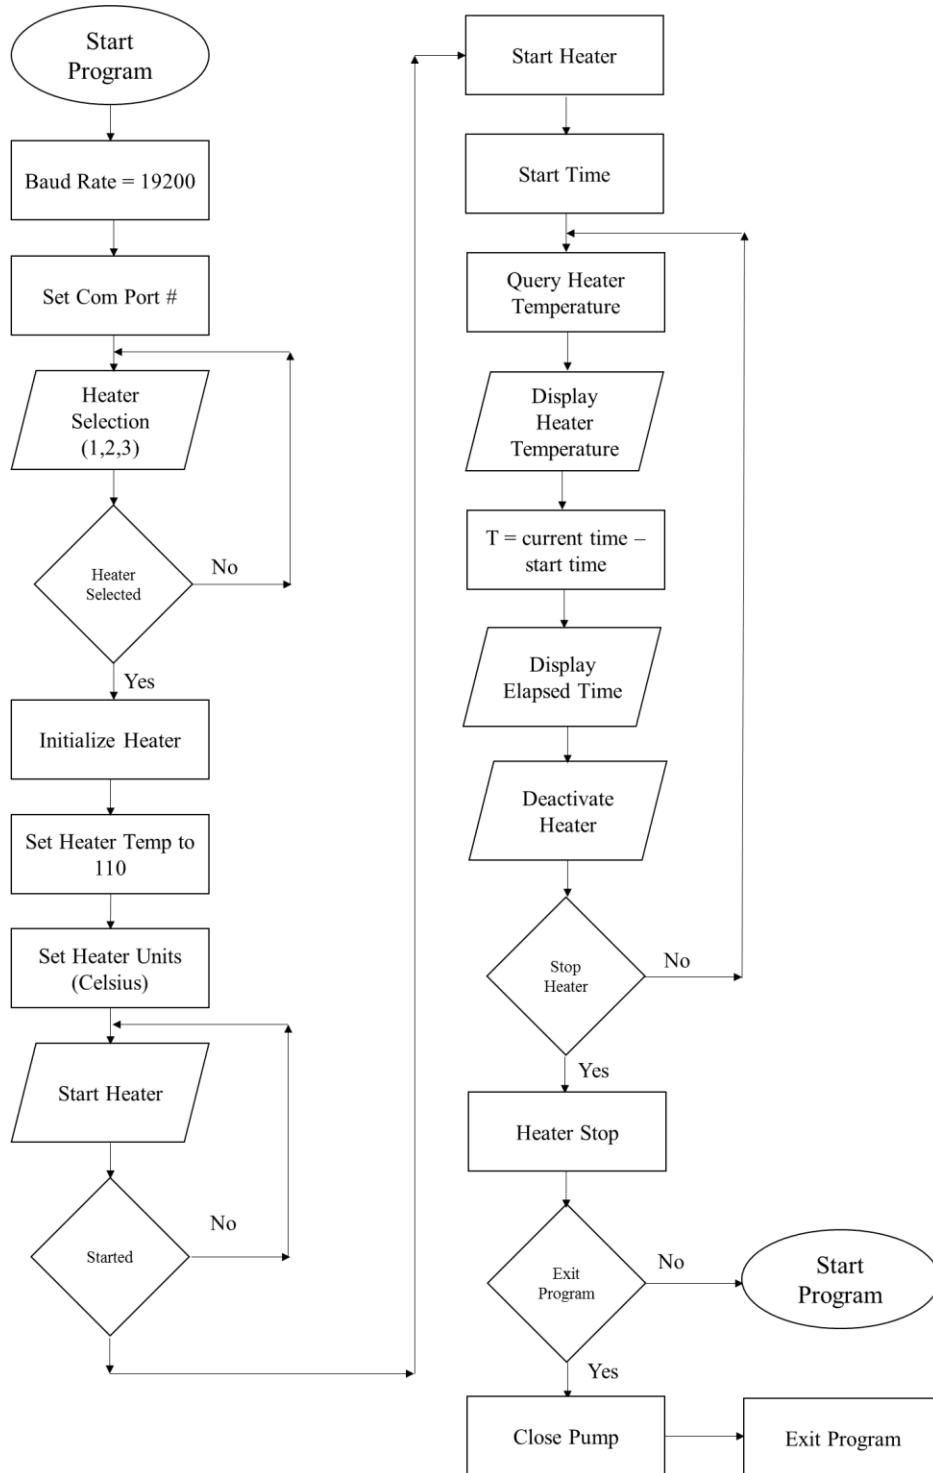 Start
Program
Baud Rate = 19200
Set Com Port #
Heater
Selection
(1,2,3)
Heater
Selected
No
Yes
Initialize Heater
Set Heater Temp to
110
Set Heater Units
(Celsius)
Start Heater
Started
No
Start Heater
Start Time
Query Heater
Temperature
Display
Heater
Temperature
T = current time –
start time
Display
Elapsed Time
Deactivate
Heater
Stop
Heater
No
Yes
Heater Stop
Exit
Program
No
Start
Program
Yes
Close Pump
Exit Program